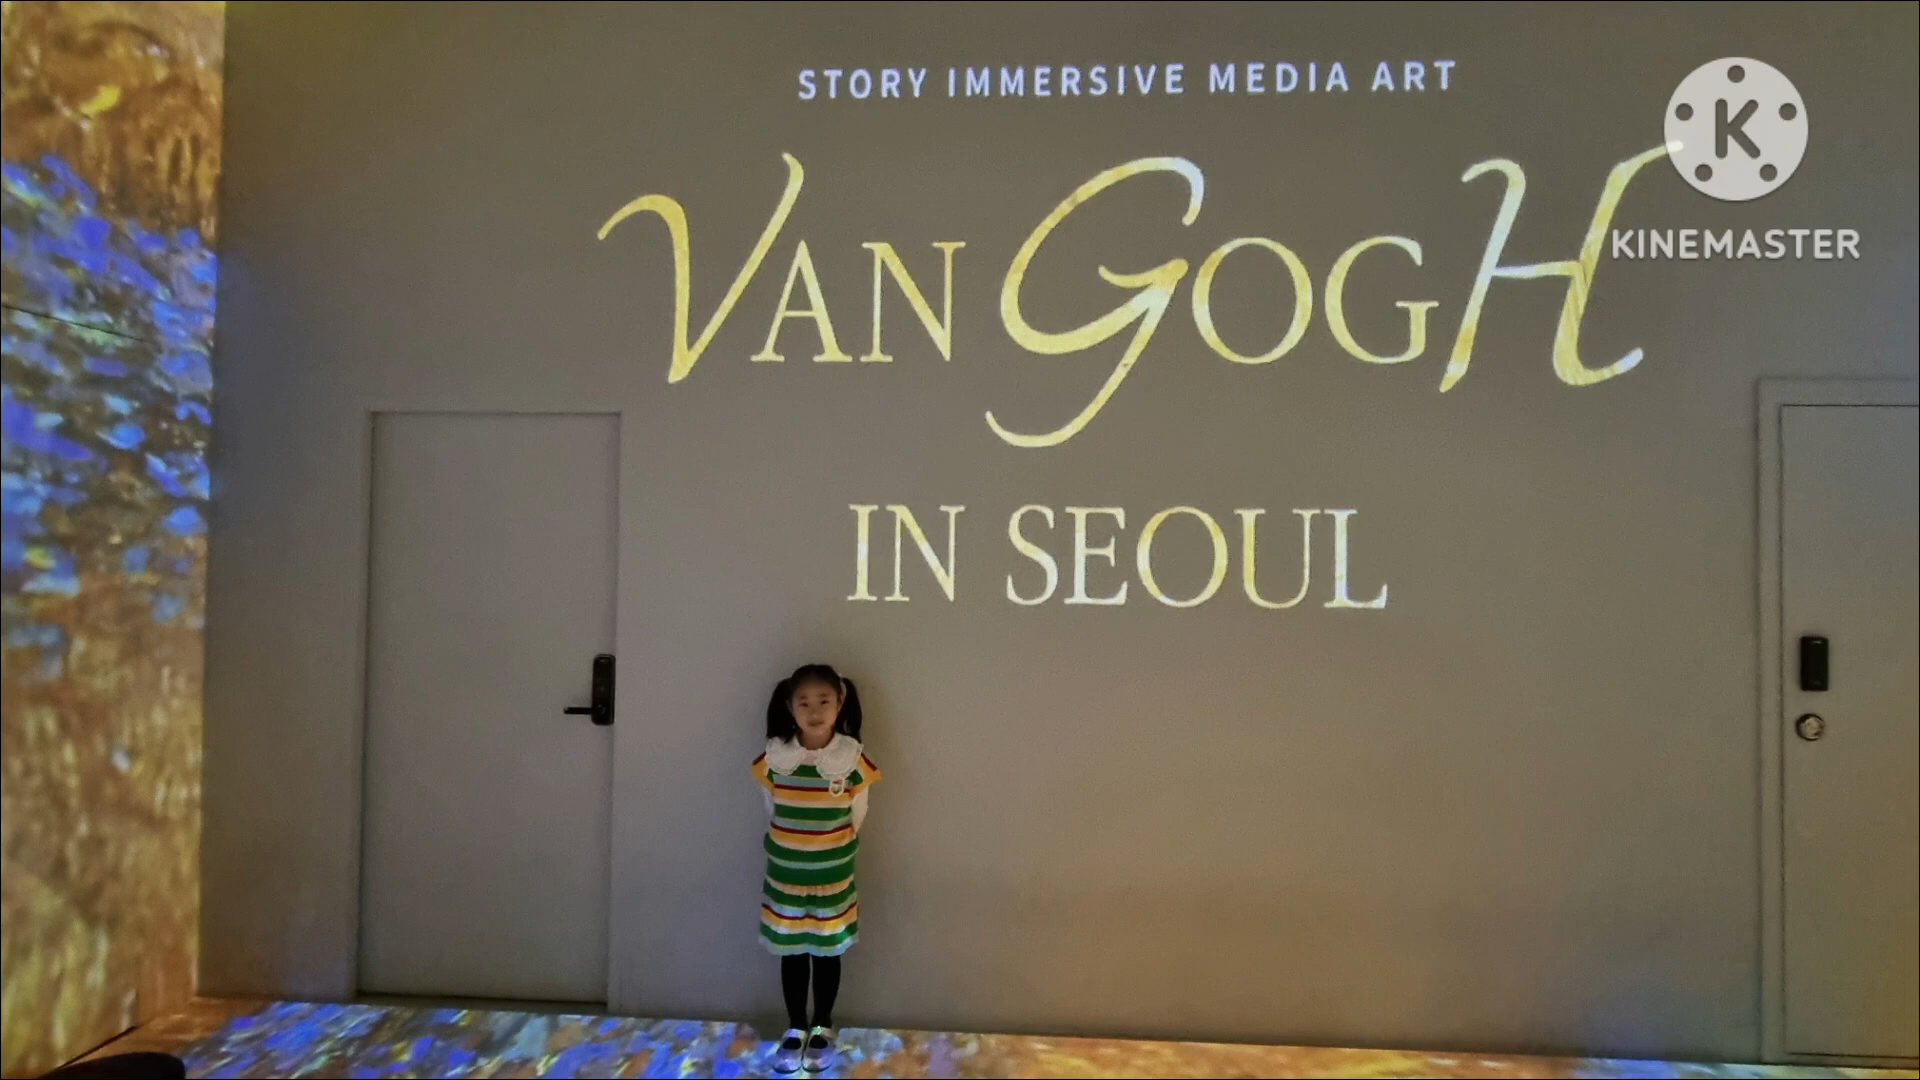 STORY IMMERSIVE MEDIA ART
VAN GOGH
IN SEOUL
K
KINEMASTER